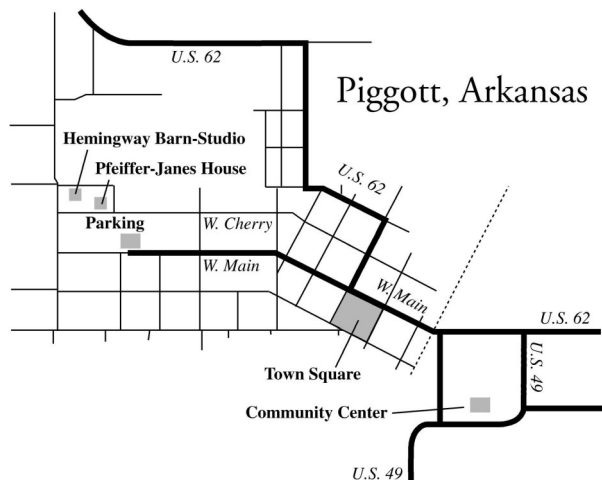 U.S. 62
Piggott, Arkansas
Hemingway Barn-Studio
Pfeiffer-Janes House
U.S. 62
Parking
W. Cherry
W. Main
W. Main
U.S. 62
Town Square
U.S. 49
Community Center
U.S. 49